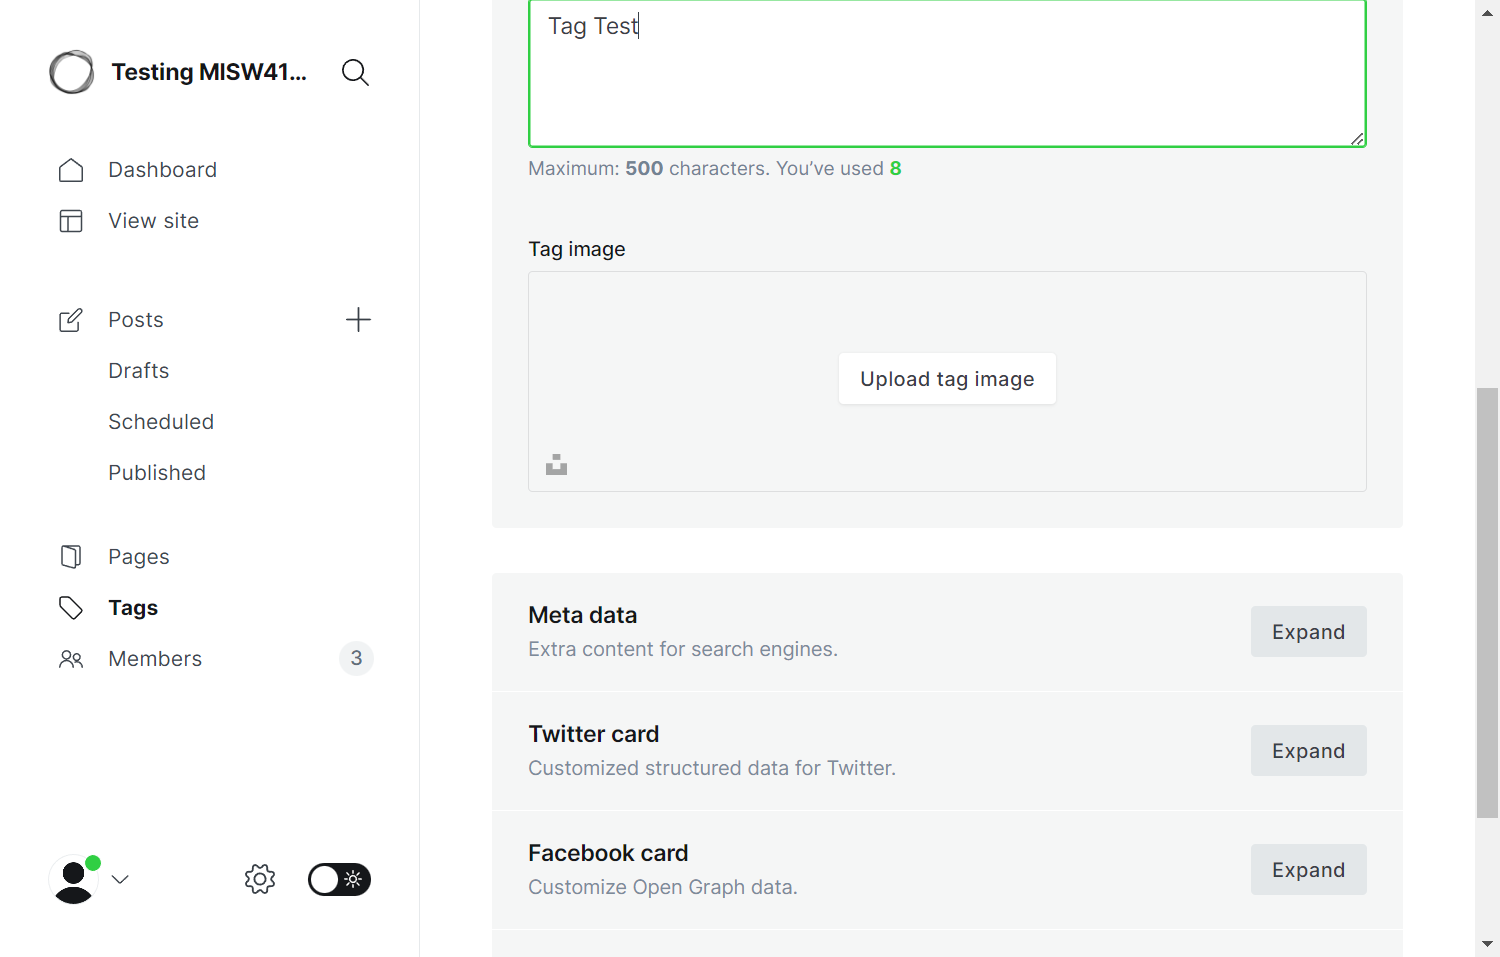 Testing MISW41...
Dashboard
View site
Posts
Drafts
Scheduled
Published
Pages
Tags
Members 3
Tag Test
Maximum: 500 characters. You’ve used 8
Tag image
Upload tag image
Meta data
Extra content for search engines.
Expand
Twitter card
Customized structured data for Twitter.
Expand
Facebook card
Customize Open Graph data.
Expand